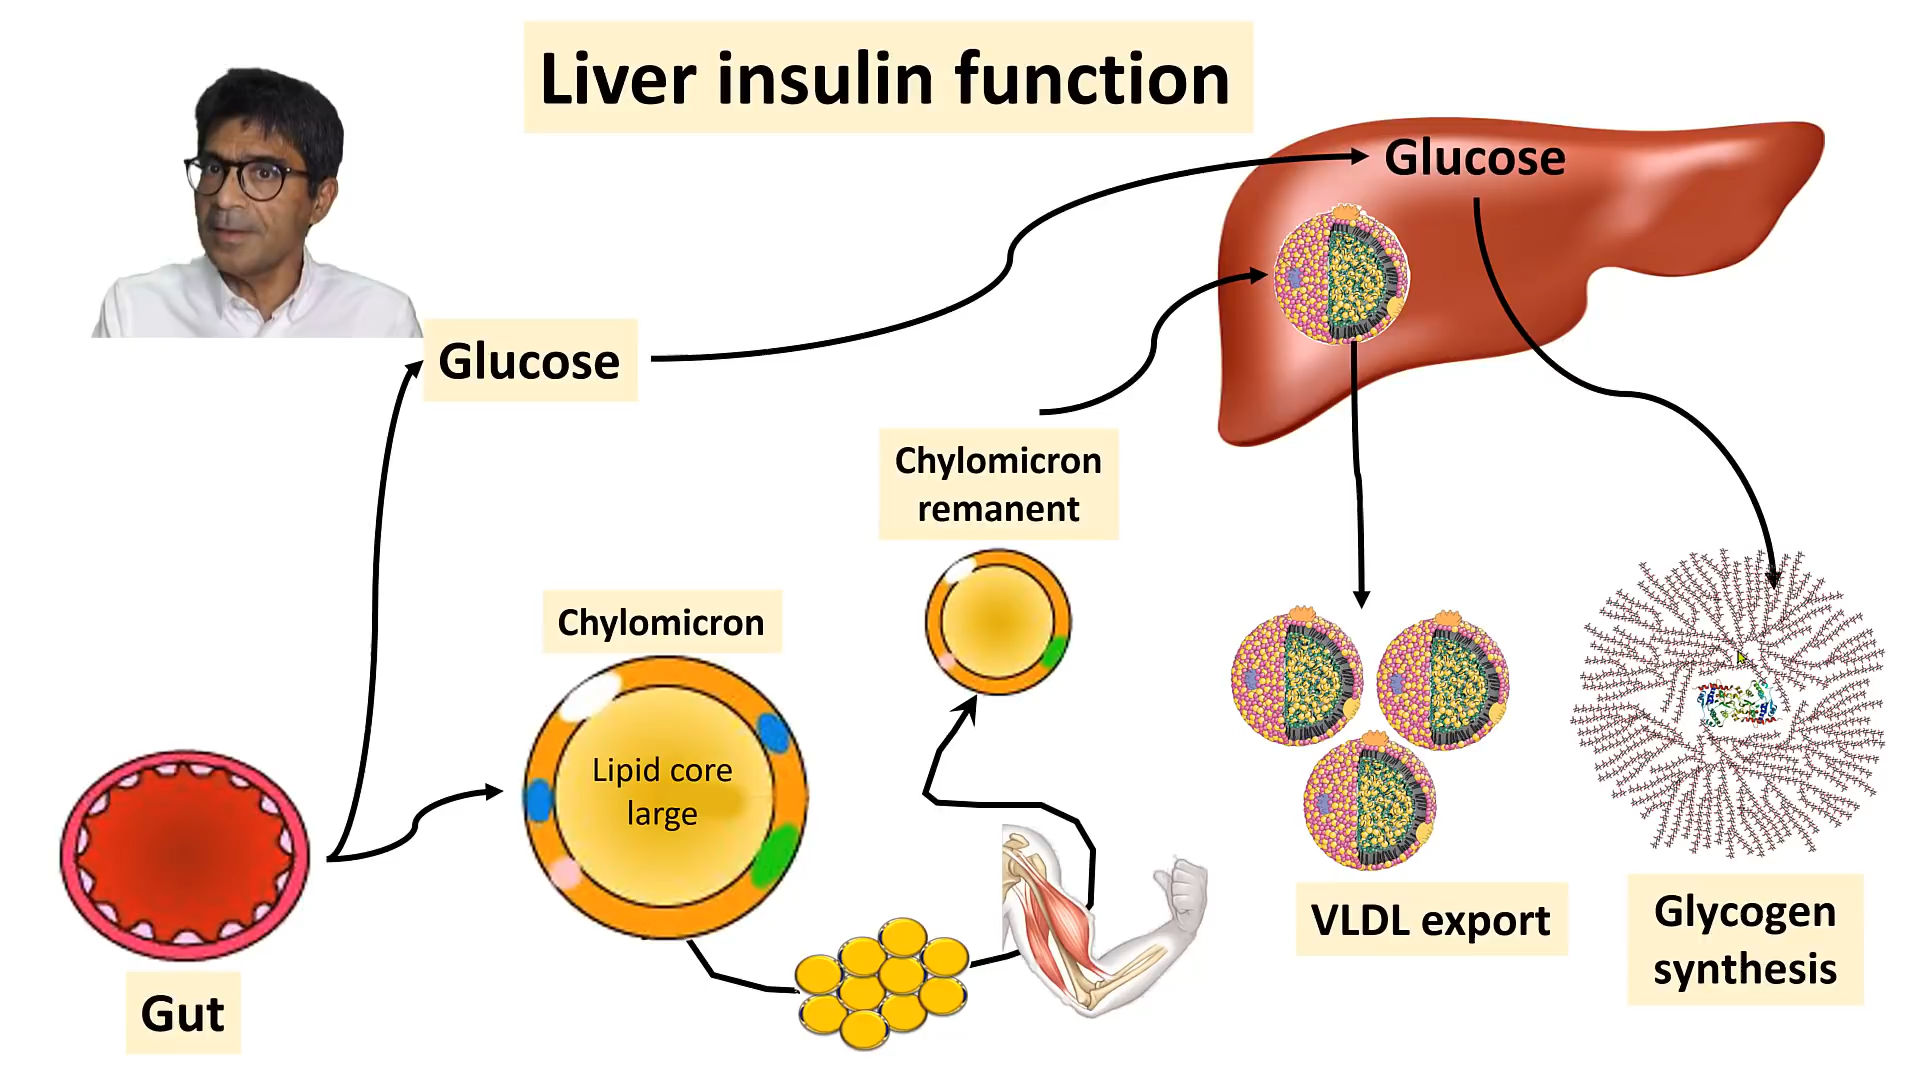 Liver insulin function
Glucose
Glucose
Chylomicron
remanent
Chylomicron
Lipid core
large
Gut
VLDL export
Glycogen
synthesis